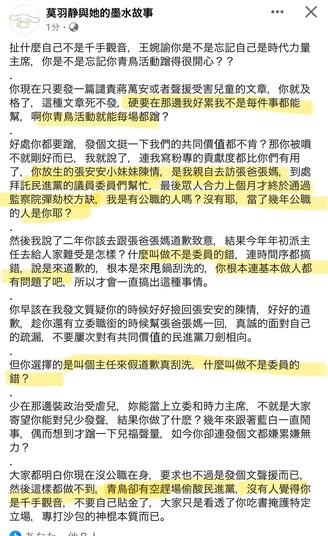 莫羽靜與她的墨水故事
1分・
扯什麼自己不是千手觀音，王婉諭你是不是忘記自己是時代力量
主席，你是不是忘記你青鳥活動蹭得很開心？？
.
你現在只要發一篇譴責蔣萬安或者聲援受害兒童的文章，你就及
格了，這種文章死不發，硬要在那邊我好累我不是每件事都能
幫，啊你青鳥活動就能每場都蹭？
.
好處你都要蹭，發個文挺一下我們的共同價值都不肯？那你被噴
不就剛好而已，我就說了，連我寫粉專的貢獻度都比你們有用
了，你放生的張安安小妹妹陳情，是我親自去訪張爸張媽，到處
拜託民進黨的議員委員們幫忙，最後眾人合力上個月才終於通過
監察院彈劾校方缺，我是有公職的人嗎？沒有耶，當了幾年公職
的人是你耶？
.
然後我說了二年你該去跟張爸張媽道歉致意，結果今年年初派主
任去給人家難受是怎樣？什麼叫做不是委員的錯，連時間序都搞
錯，說是來道歉的，根本是來甩鍋刮洗的，你根本連基本做人都
有問題了吧，所以才會一直搞出這種事情。
.
你早該在我發文質疑你的時候好好撿回張安安的陳情，好好的道
歉，趁你還有立委職銜的時候幫張爸張媽一回，真誠的面對自己
的疏漏，不要屢次對有共同價值的民進黨刀劍相向。
.
但你選擇的是叫個主任來假道歉真刮洗，什麼叫做不是委員的
錯？
.
少在那邊裝政治受虐兒，妳能當上立委和時力主席，不就是大家
寄望你能對兒少發聲，結果你做了什麼？幾年來跟著藍白一直鬧
事，偶而想到才蹭一下兒福聲量，如今你卻連發個文都嫌累嫌無
力？
.
大家都明白你現在沒公職在身，要求也不過是發個文聲援而已，
然後這樣都做不到，青鳥卻有空趕場偷酸民進黨，沒有人覺得你
是千手觀音，不要自己貼金了，大家只是看透了你吃書掩護特定
立場，專打沙包的神棍本質而已。